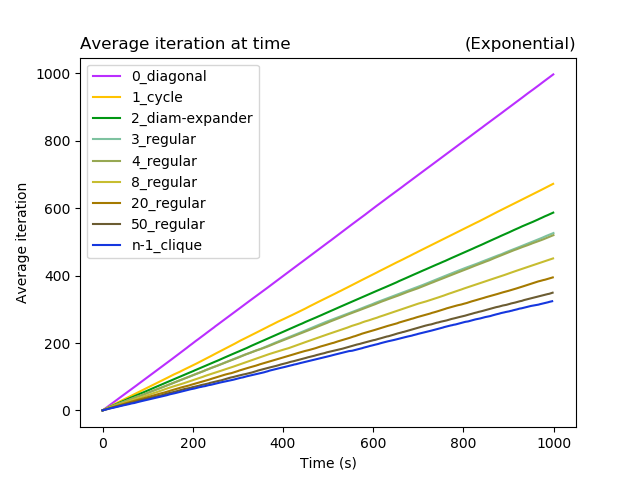 Average iteration at time (Exponential)
1000
800
600
400
200
0
Average iteration
0_diagonal
1_cycle
2_diam-expander
3_regular
4_regular
8_regular
20_regular
50_regular
n-1_clique
0 200 400 600 800 1000
Time (s)